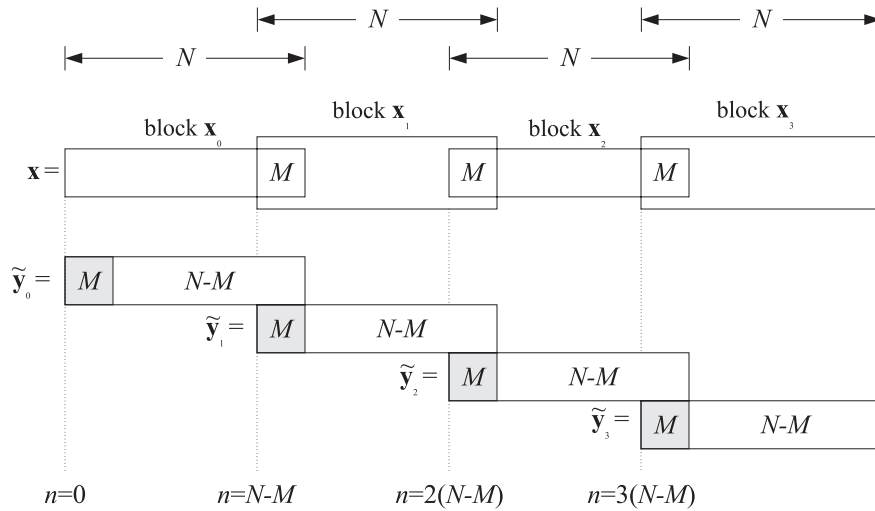 N N
N N
block x₀ block x₁ block x₂ block x₃
x = M M M
ỹ₀ = M N-M
ỹ₁ = M N-M
ỹ₂ = M N-M
ỹ₃ = M N-M
n=0 n=N-M n=2(N-M) n=3(N-M)